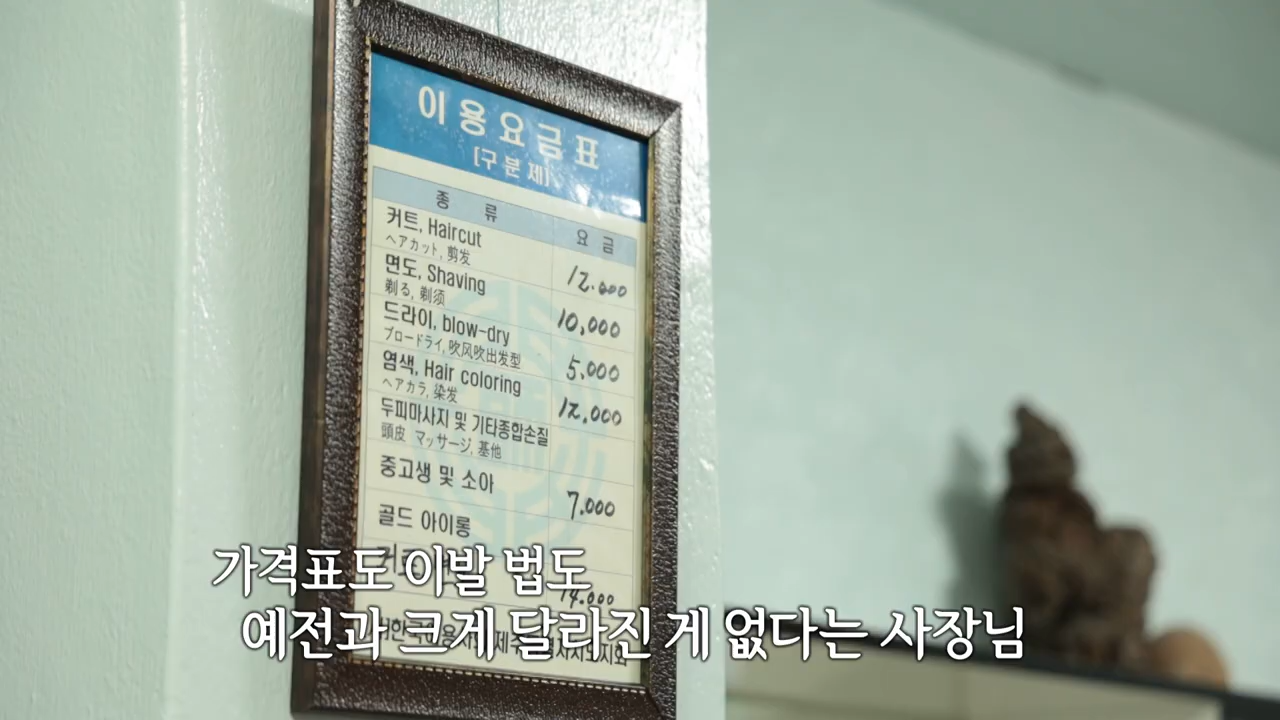 이용요금표
[구분제]
종 류 요 금
커트, Haircut 12.000
ヘアカット, 剪发
면도, Shaving 10,000
剃る, 剃须
드라이, blow-dry 5.000
ブロードライ, 吹风吹出发型
염색, Hair coloring 12,000
ヘアカラ, 染发
두피마사지 및 기타종합손질
頭皮 マッサージ, 基他
중고생 및 소아 7.000
골드 아이롱
14.000
가격표도 이발 법도
예전과 크게 달라진 게 없다는 사장님